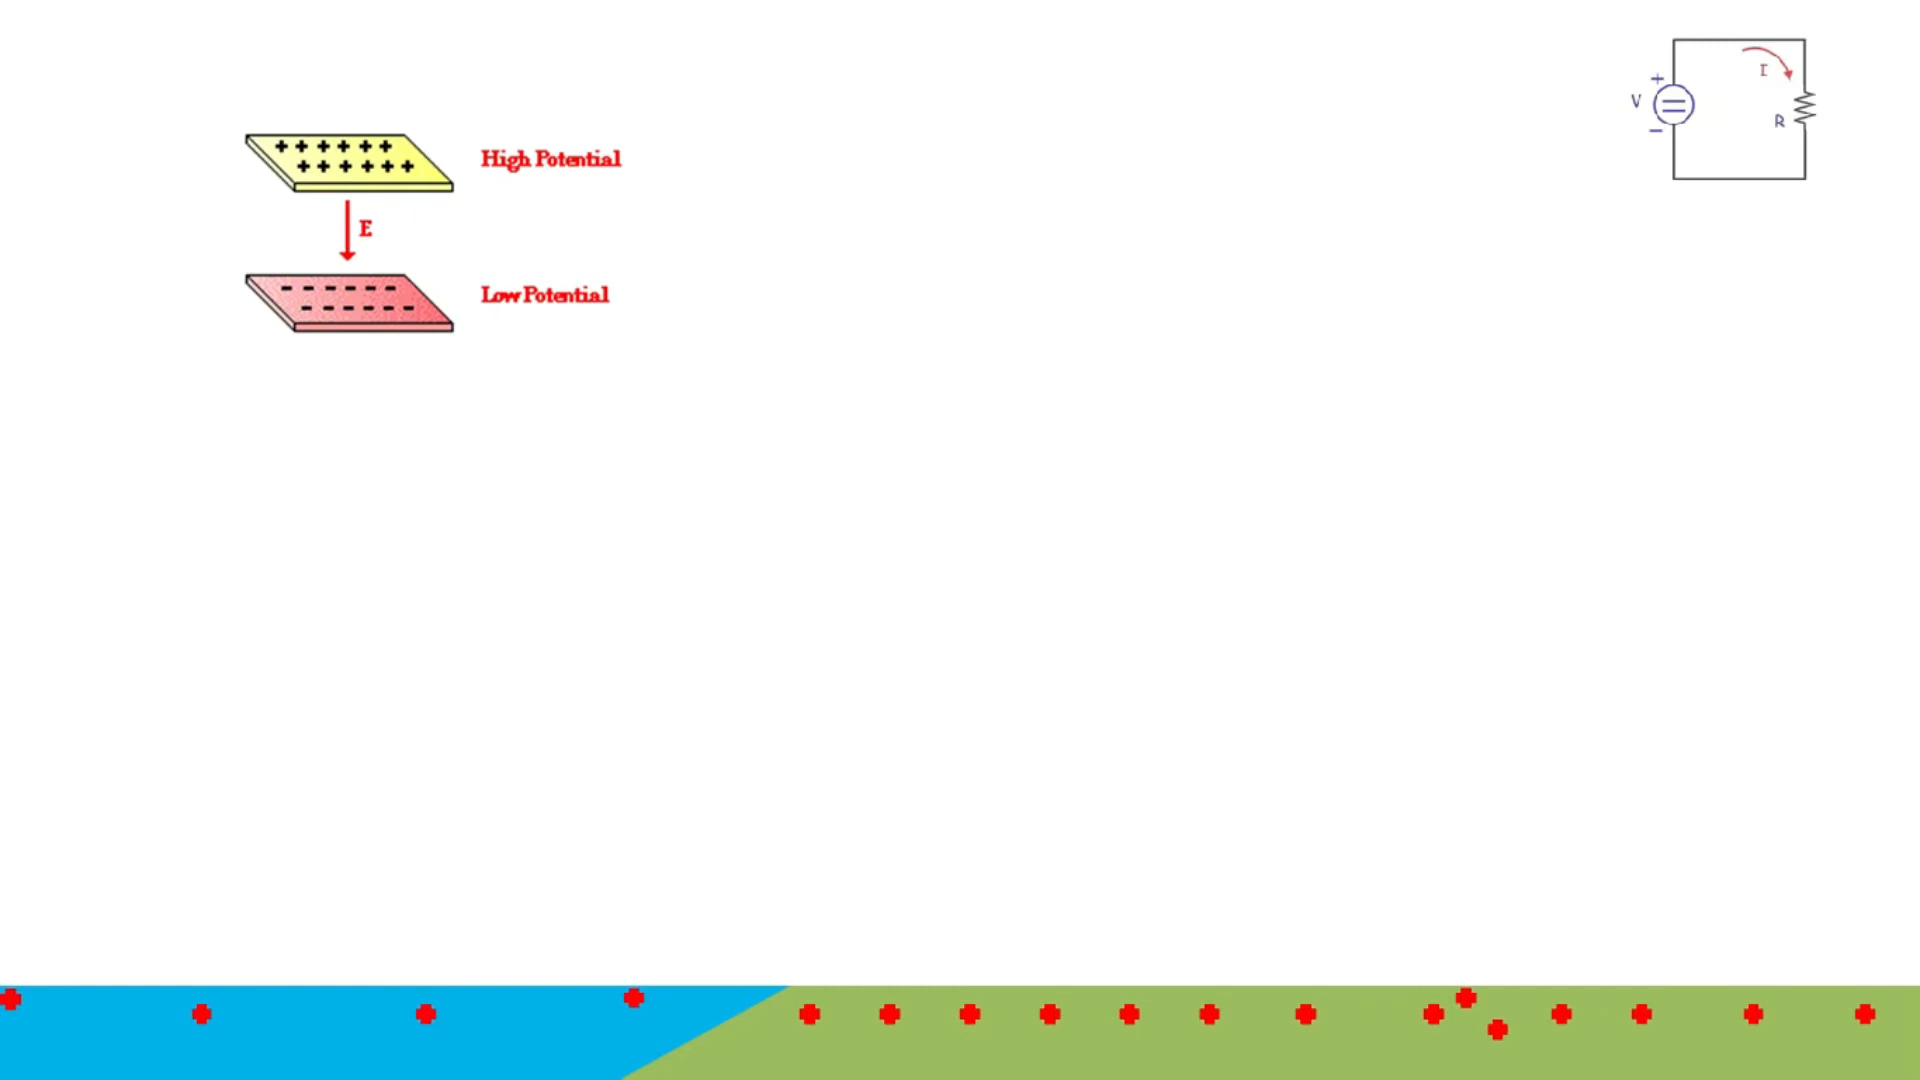 + + + + + +
+ + + + + +
High Potential
E
- - - - - -
- - - - - -
Low Potential
I
+
V
-
R